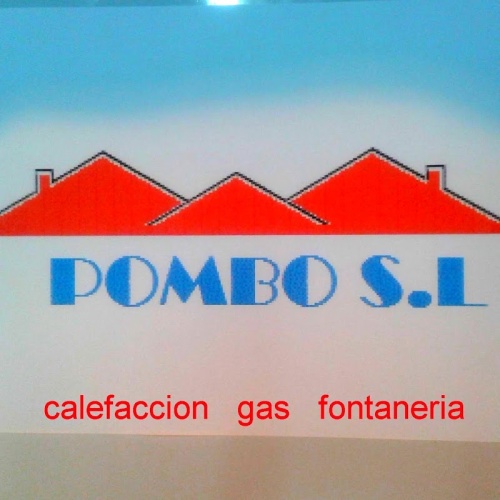 POMBO S.L
calefaccion gas fontaneria